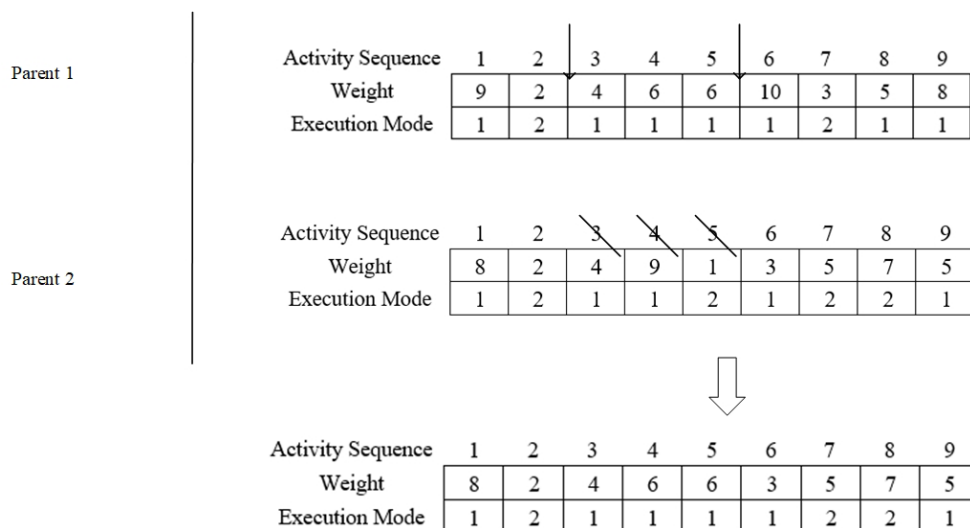 Activity Sequence 1 2 3 4 5 6 7 8 9
Parent 1
Weight 9 2 4 6 6 10 3 5 8
Execution Mode 1 2 1 1 1 1 2 1 1
Activity Sequence 1 2 3 4 5 6 7 8 9
Weight 8 2 4 9 1 3 5 7 5
Parent 2
Execution Mode 1 2 1 1 2 1 2 2 1
Activity Sequence 1 2 3 4 5 6 7 8 9
Weight 8 2 4 6 6 3 5 7 5
Execution Mode 1 2 1 1 1 1 2 2 1